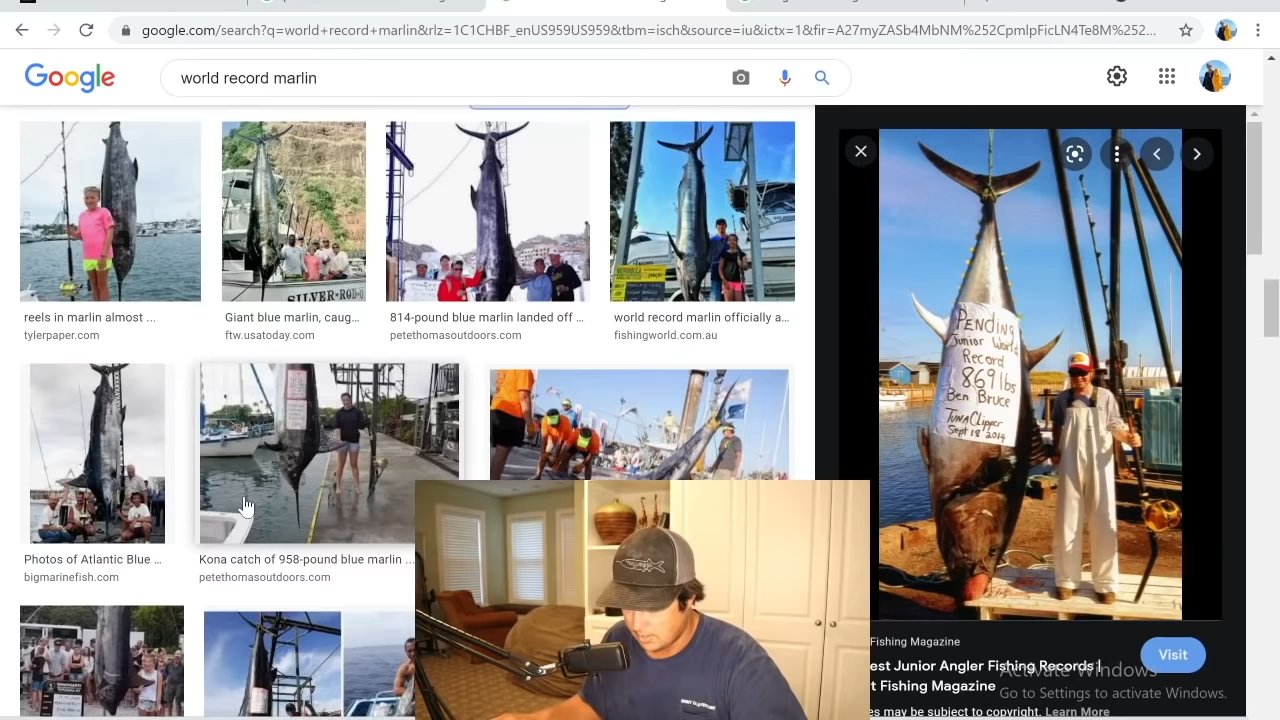 google.com/search?q=world+record+marlin&rlz=1C1CHBF_enUS959US959&tbm=isch&source=iu&ictx=1&fir=A27myZASb4MbNM%252CpmlpFicLN4Te8M%252...
Google
world record marlin
SILVER-ROD-O
reels in marlin almost ...
tylerpaper.com
Giant blue marlin, caug...
ftw.usatoday.com
814-pound blue marlin landed off ...
petethomasoutdoors.com
world record marlin officially a...
fishingworld.com.au
PENDING
Junior World
Record
869 lbs
Ben Bruce
Tuna Clipper
Sept 18 2014
Photos of Atlantic Blue ...
bigmarinefish.com
Kona catch of 958-pound blue marlin ...
petethomasoutdoors.com
Fishing Magazine
est Junior Angler Fishing Records |
t Fishing Magazine
Visit
es may be subject to copyright. Learn More
Activate Windows
Go to Settings to activate Windows.